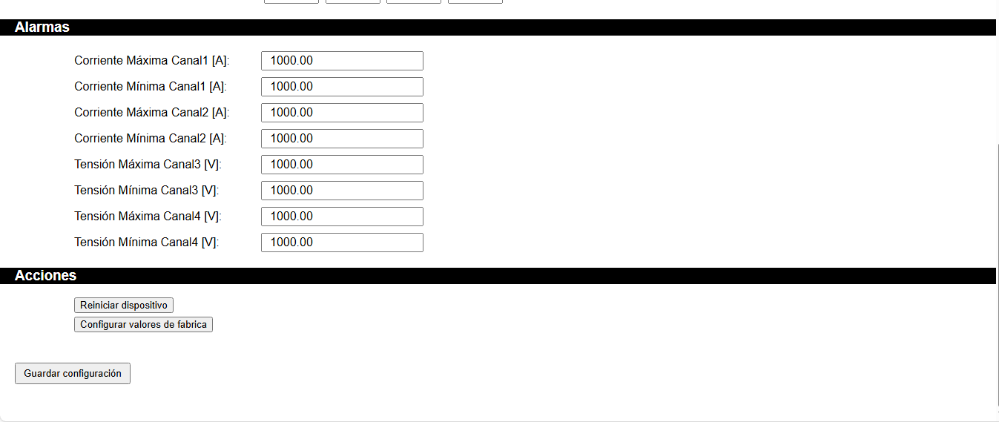 Alarmas
Corriente Máxima Canal1 [A]: 1000.00
Corriente Mínima Canal1 [A]: 1000.00
Corriente Máxima Canal2 [A]: 1000.00
Corriente Mínima Canal2 [A]: 1000.00
Tensión Máxima Canal3 [V]: 1000.00
Tensión Mínima Canal3 [V]: 1000.00
Tensión Máxima Canal4 [V]: 1000.00
Tensión Mínima Canal4 [V]: 1000.00
Acciones
Reiniciar dispositivo
Configurar valores de fabrica
Guardar configuración